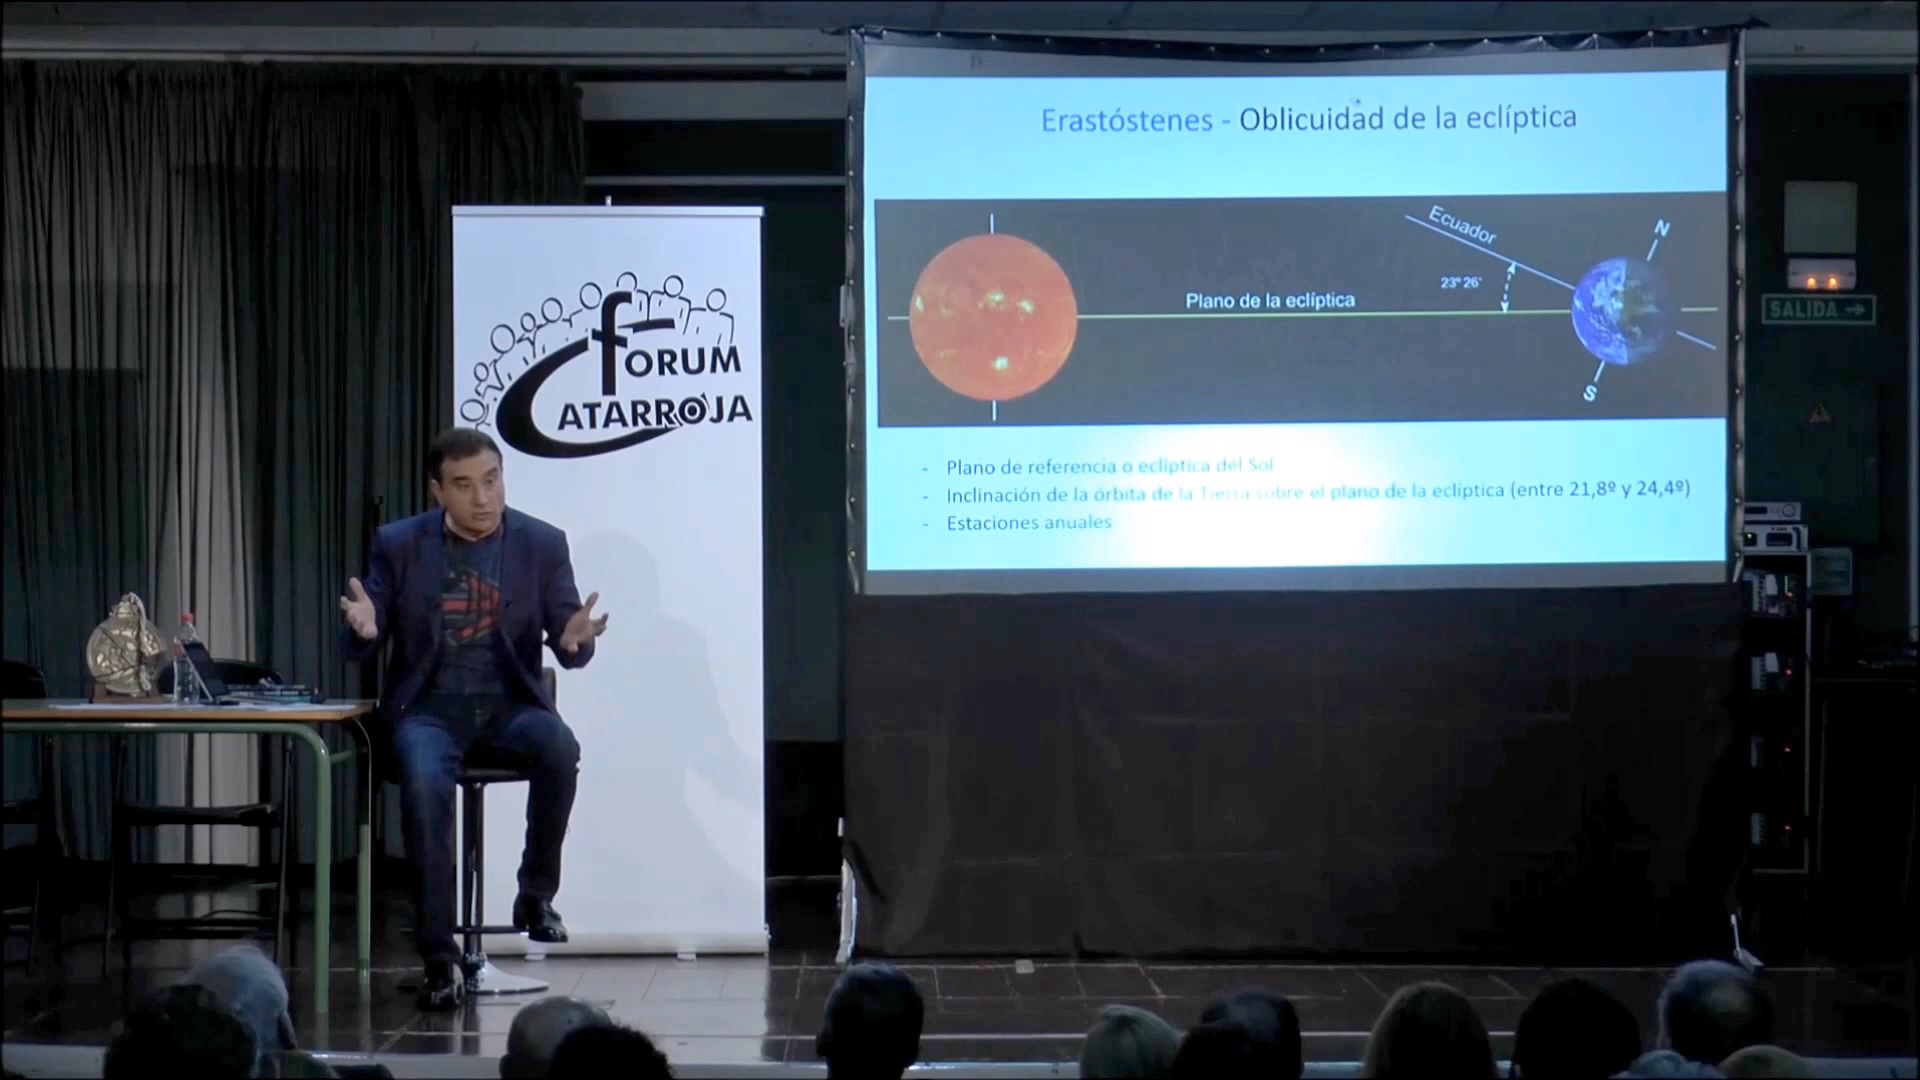 Erastóstenes - Oblicuidad de la eclíptica
Ecuador
N
23º 26'
Plano de la eclíptica
S
SALIDA
FORUM
CATARROJA
- Plano de referencia o eclíptica del Sol
- Inclinación de la órbita de la Tierra sobre el plano de la eclíptica (entre 21,8º y 24,4º)
- Estaciones anuales